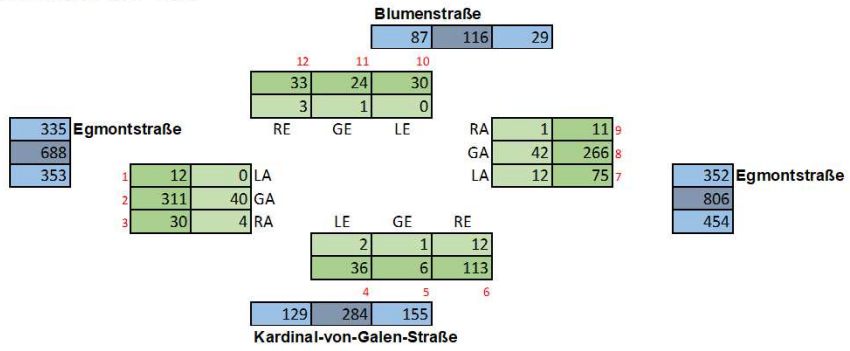 Blumenstraße
87 116 29
12 11 10
33 24 30
3 1 0
RE GE LE
335 Egmontstraße
688
353
RA 1 11 9
GA 42 266 8
LA 12 75 7
1 12 0 LA
2 311 40 GA
3 30 4 RA
352 Egmontstraße
806
454
LE GE RE
2 1 12
36 6 113
4 5 6
129 284 155
Kardinal-von-Galen-Straße